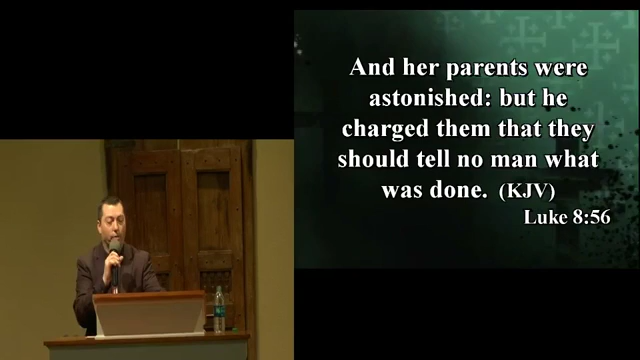 And her parents were
astonished: but he
charged them that they
should tell no man what
was done. (KJV)
Luke 8:56